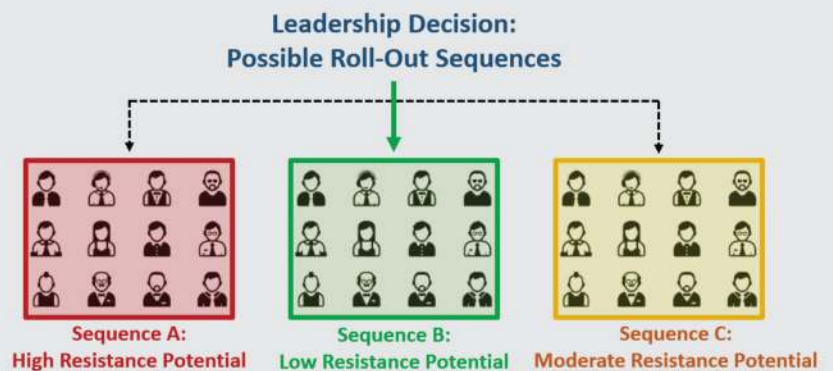 Leadership Decision:
Possible Roll-Out Sequences
Sequence A:
High Resistance Potential
Sequence B:
Low Resistance Potential
Sequence C:
Moderate Resistance Potential